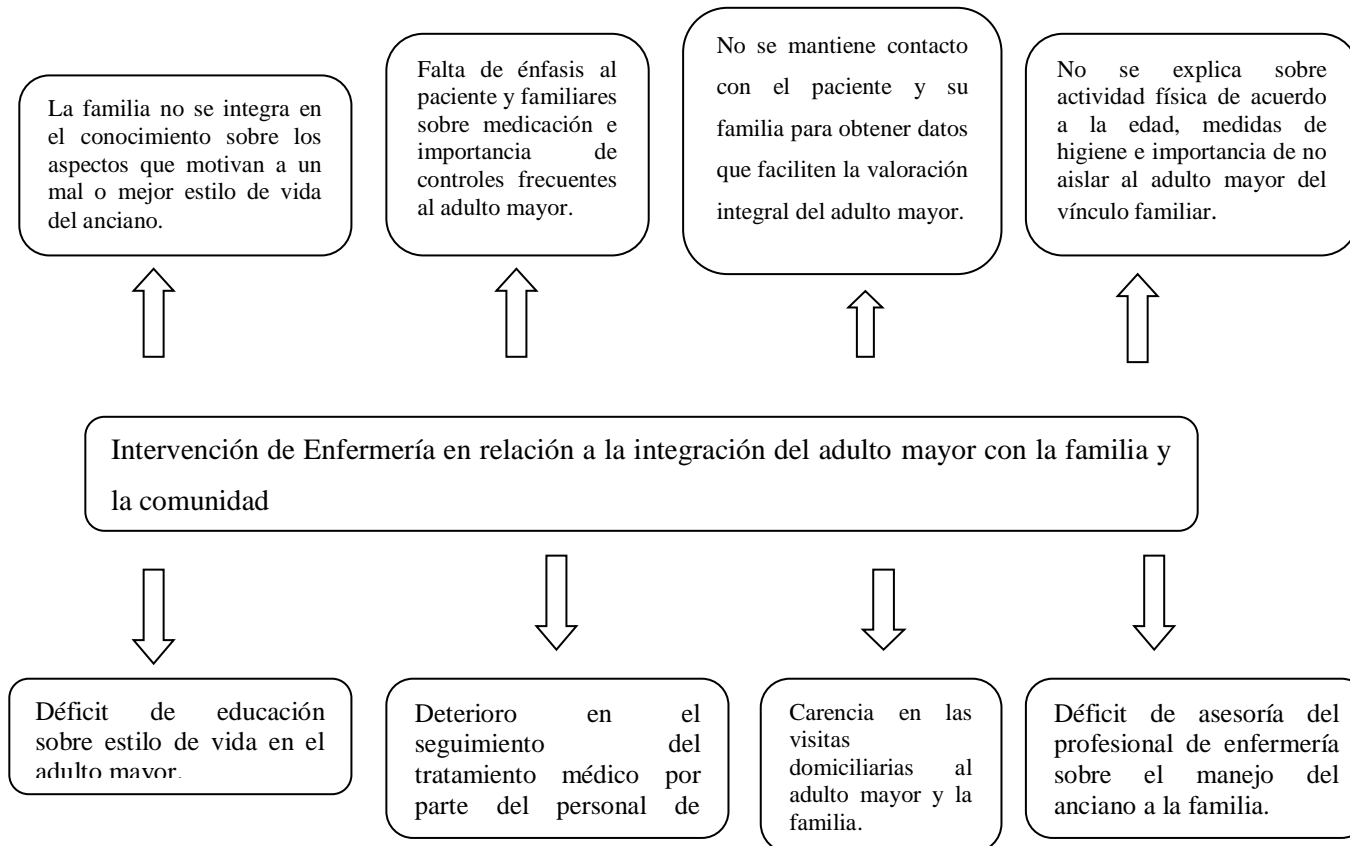 La familia no se integra en
el conocimiento sobre los
aspectos que motivan a un
mal o mejor estilo de vida
del anciano.
Falta de énfasis al
paciente y familiares
sobre medicación e
importancia de
controles frecuentes
al adulto mayor.
No se mantiene contacto
con el paciente y su
familia para obtener datos
que faciliten la valoración
integral del adulto mayor.
No se explica sobre
actividad física de acuerdo
a la edad, medidas de
higiene e importancia de no
aislar al adulto mayor del
vínculo familiar.
Intervención de Enfermería en relación a la integración del adulto mayor con la familia y
la comunidad
Déficit de educación
sobre estilo de vida en el
adulto mayor.
Deterioro en el
seguimiento del
tratamiento médico por
parte del personal de
Carencia en las
visitas
domiciliarias al
adulto mayor y la
familia.
Déficit de asesoría del
profesional de enfermería
sobre el manejo del
anciano a la familia.